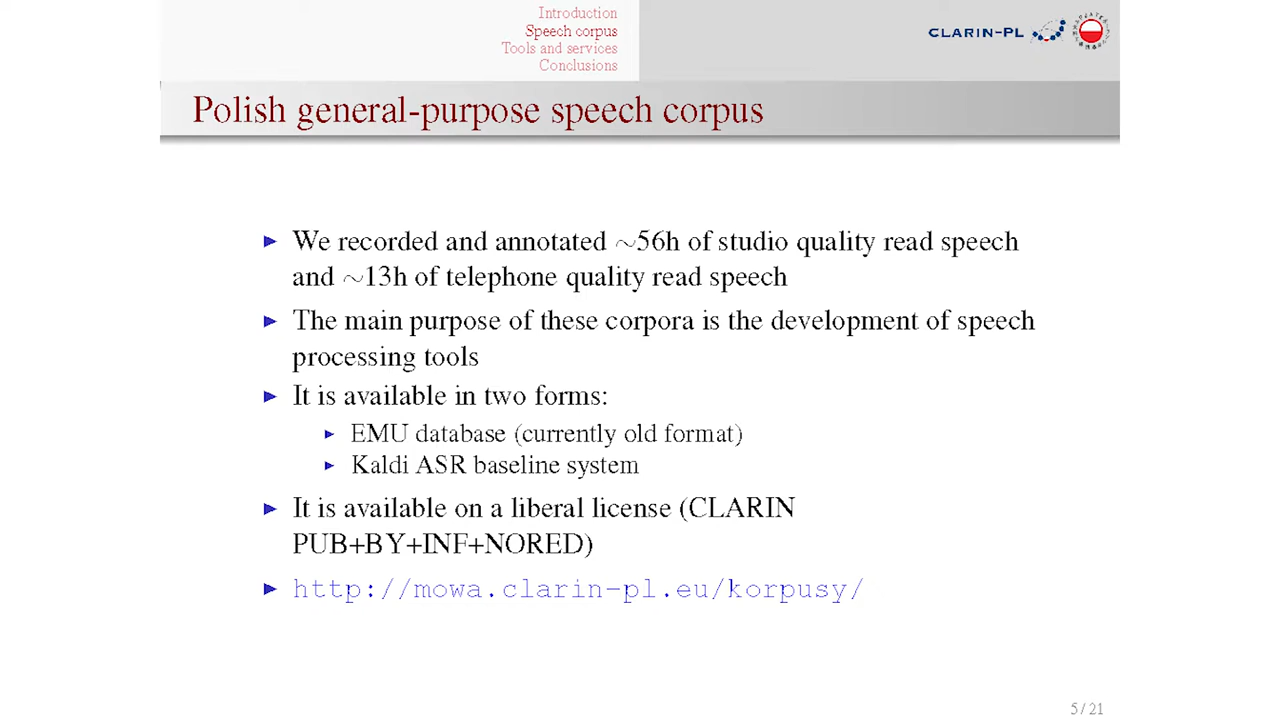 Introduction
Speech corpus
Tools and services
Conclusions
CLARIN-PL
Polish general-purpose speech corpus
▶ We recorded and annotated ∼56h of studio quality read speech
and ∼13h of telephone quality read speech
▶ The main purpose of these corpora is the development of speech
processing tools
▶ It is available in two forms:
▶ EMU database (currently old format)
▶ Kaldi ASR baseline system
▶ It is available on a liberal license (CLARIN
PUB+BY+INF+NORED)
▶ http://mowa.clarin-pl.eu/korpusy/
5 / 21